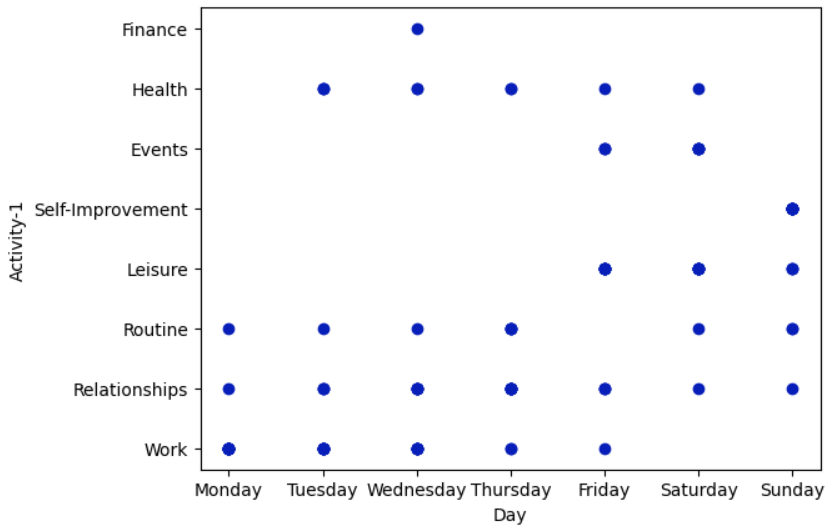 Finance
Health
Events
Self-Improvement
Leisure
Routine
Relationships
Work
Activity-1
Monday Tuesday Wednesday Thursday Friday Saturday Sunday
Day